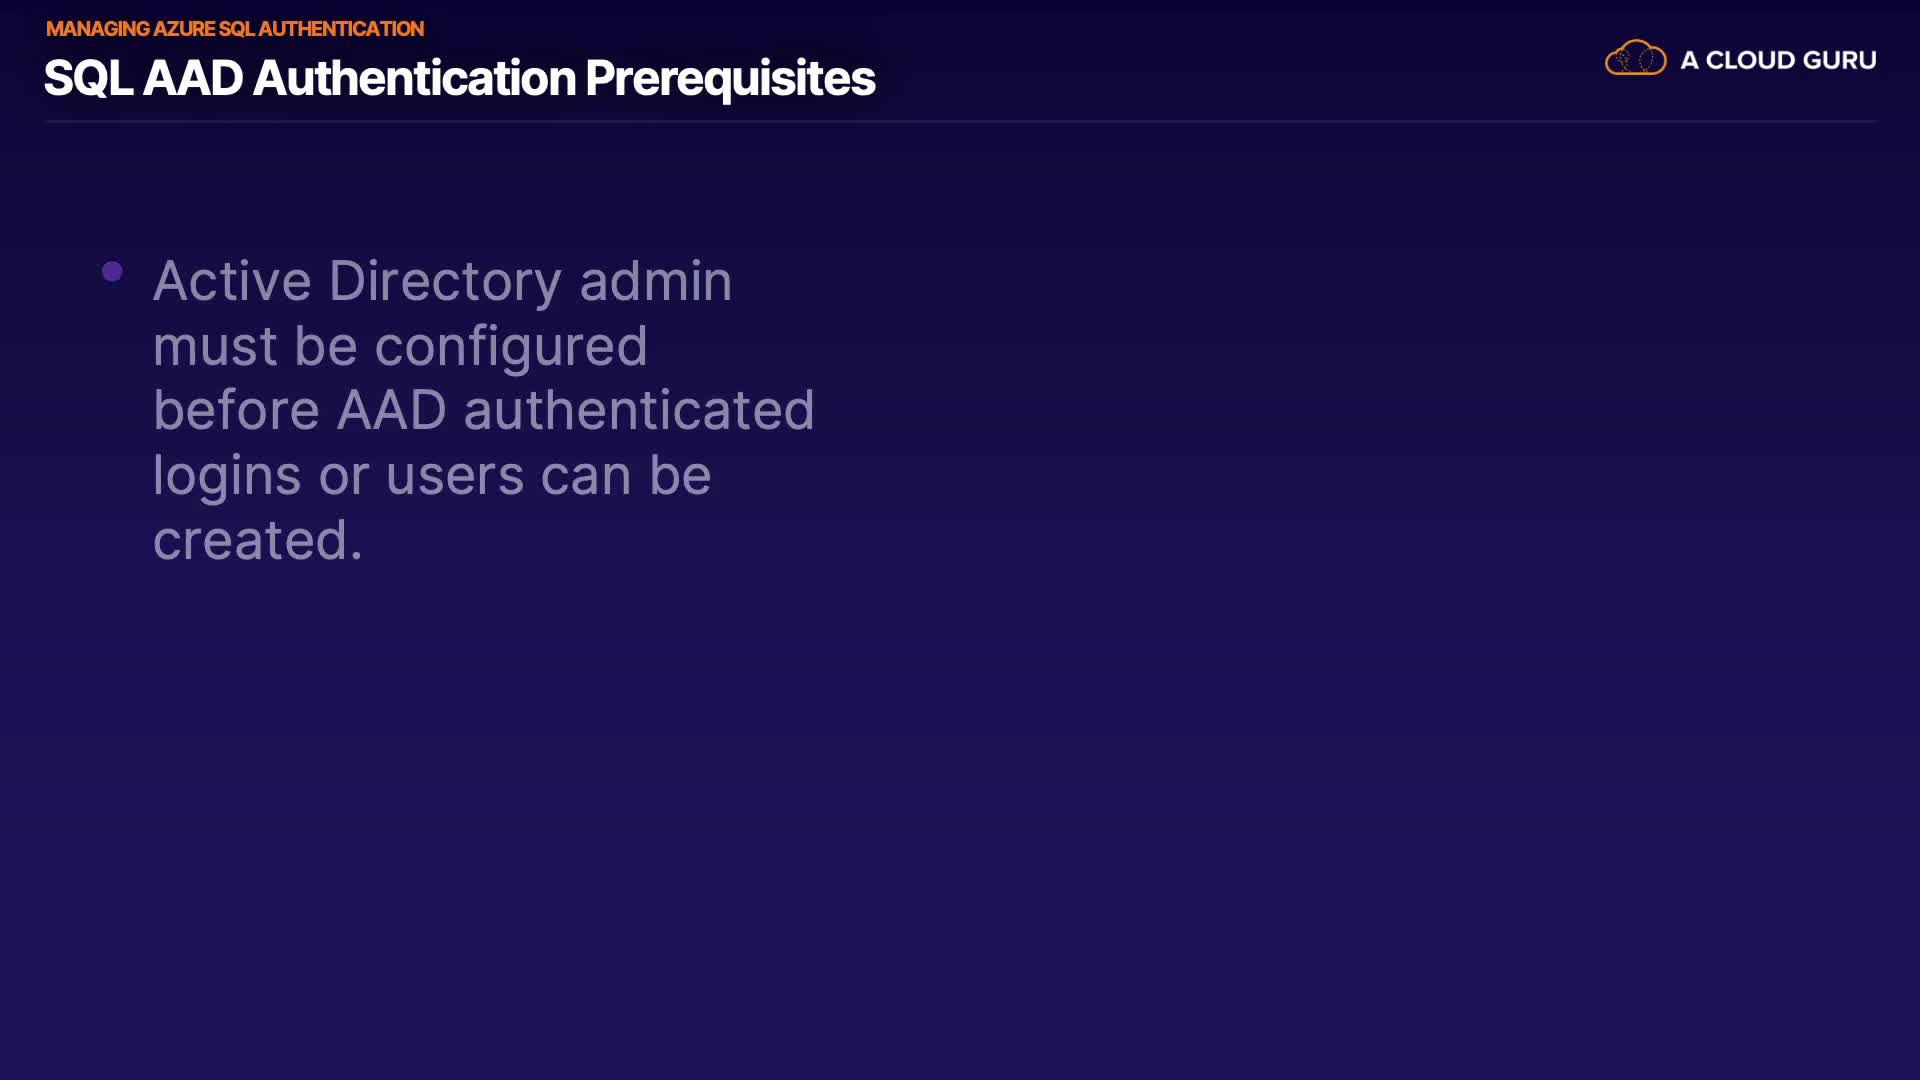 MANAGING AZURE SQL AUTHENTICATION
SQL AAD Authentication Prerequisites
A CLOUD GURU
Active Directory admin
must be configured
before AAD authenticated
logins or users can be
created.